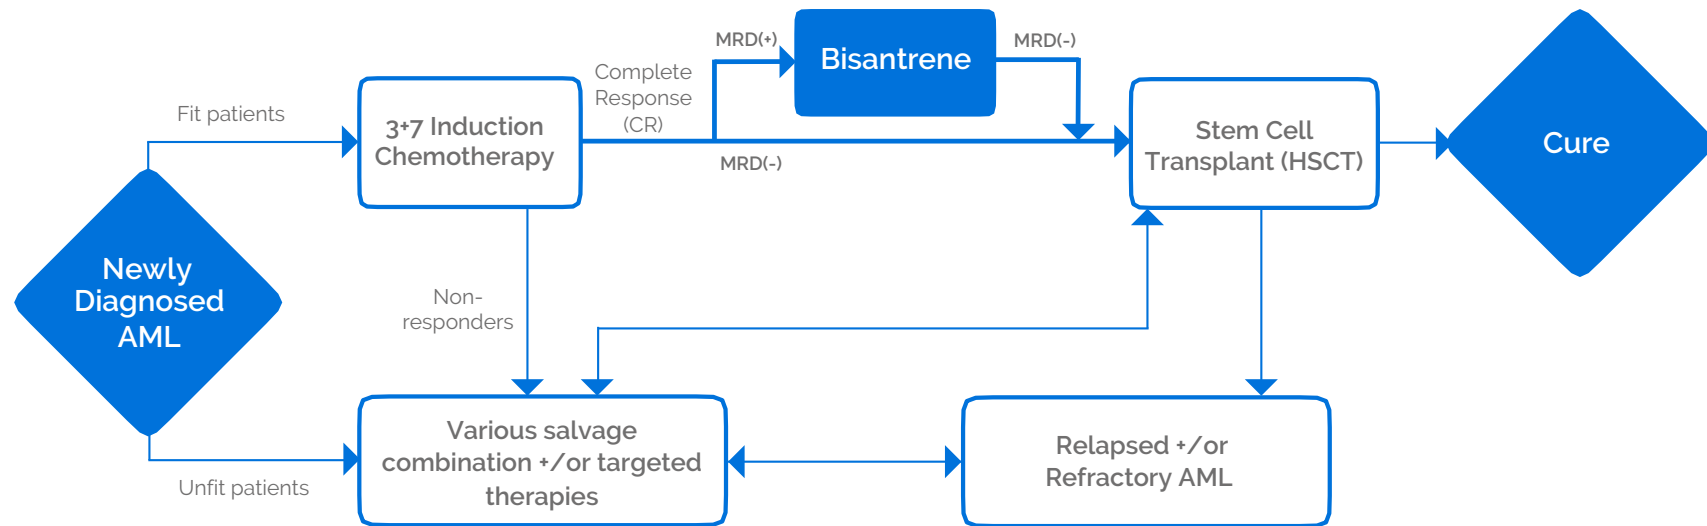 MRD(+)
Bisantrene
MRD(-)
Complete
Response
(CR)
Fit patients
3+7 Induction
Chemotherapy
MRD(-)
Stem Cell
Transplant (HSCT)
Cure
Newly
Diagnosed
AML
Non-
responders
Various salvage
combination +/or targeted
therapies
Relapsed +/or
Refractory AML
Unfit patients